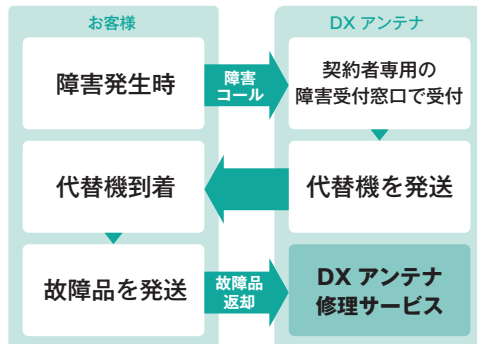 お客様
DX アンテナ
障害発生時
障害
コール
契約者専用の
障害受付窓口で受付
代替機到着
代替機を発送
故障品を発送
故障品
返却
DX アンテナ
修理サービス